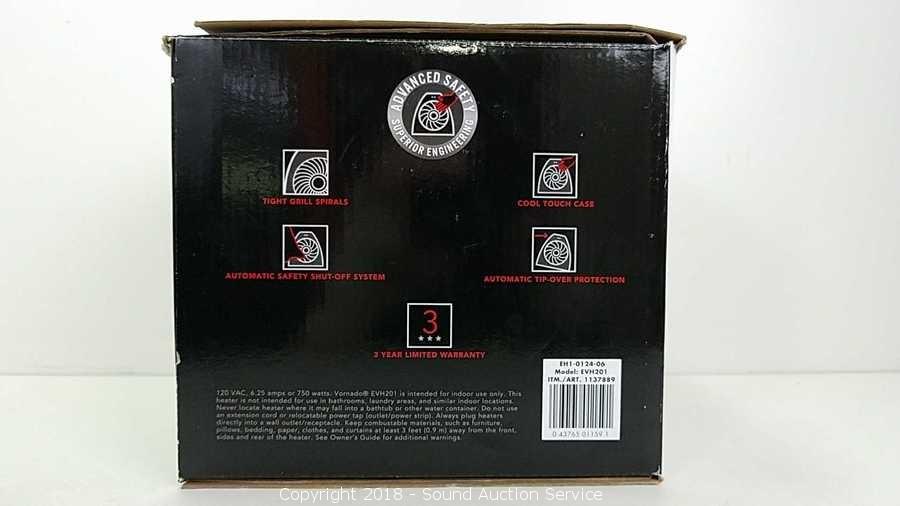 ADVANCED SAFETY
SUPERIOR ENGINEERING
TIGHT GRILL SPIRALS
COOL TOUCH CASE
AUTOMATIC SAFETY SHUT-OFF SYSTEM
AUTOMATIC TIP-OVER PROTECTION
3
3 YEAR LIMITED WARRANTY
EH1-0124-06
Model: EVH201
ITM./ART. 1137889
0 43765 01159 1
120 VAC, 6.25 amps or 750 watts. Vornado® EVH201 is intended for indoor use only. This
heater is not intended for use in bathrooms, laundry areas, and similar indoor locations.
Never locate heater where it may fall into a bathtub or other water container. Do not use
an extension cord or relocatable power tap (outlet/power strip). Always plug heaters
directly into a wall outlet/receptacle. Keep combustable materials, such as furniture,
pillows, bedding, paper, clothes, and curtains at least 3 feet (0.9 m) away from the front,
sides and rear of the heater. See Owner's Guide for additional warnings.
Copyright 2018 - Sound Auction Service